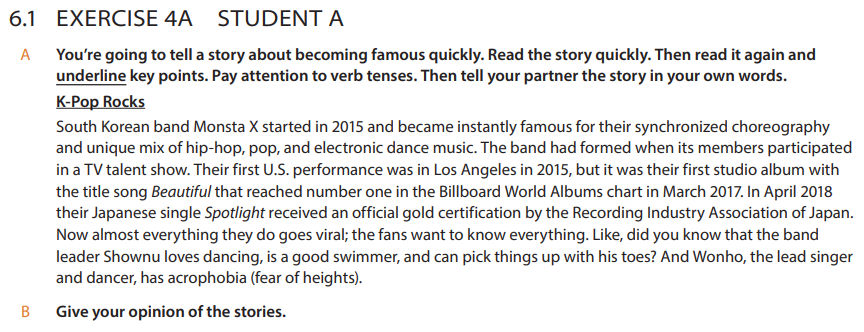 6.1 EXERCISE 4A STUDENT A
A You’re going to tell a story about becoming famous quickly. Read the story quickly. Then read it again and
underline key points. Pay attention to verb tenses. Then tell your partner the story in your own words.
K-Pop Rocks
South Korean band Monsta X started in 2015 and became instantly famous for their synchronized choreography
and unique mix of hip-hop, pop, and electronic dance music. The band had formed when its members participated
in a TV talent show. Their first U.S. performance was in Los Angeles in 2015, but it was their first studio album with
the title song Beautiful that reached number one in the Billboard World Albums chart in March 2017. In April 2018
their Japanese single Spotlight received an official gold certification by the Recording Industry Association of Japan.
Now almost everything they do goes viral; the fans want to know everything. Like, did you know that the band
leader Shownu loves dancing, is a good swimmer, and can pick things up with his toes? And Wonho, the lead singer
and dancer, has acrophobia (fear of heights).
B Give your opinion of the stories.